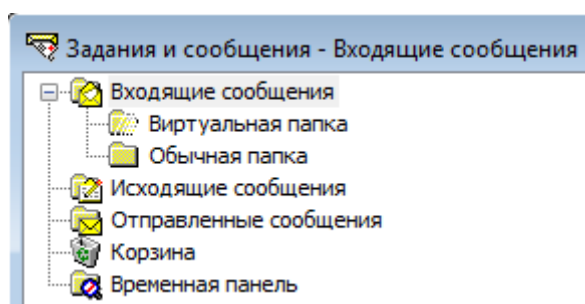 Задания и сообщения - Входящие сообщения
Входящие сообщения
Виртуальная папка
Обычная папка
Исходящие сообщения
Отправленные сообщения
Корзина
Временная панель